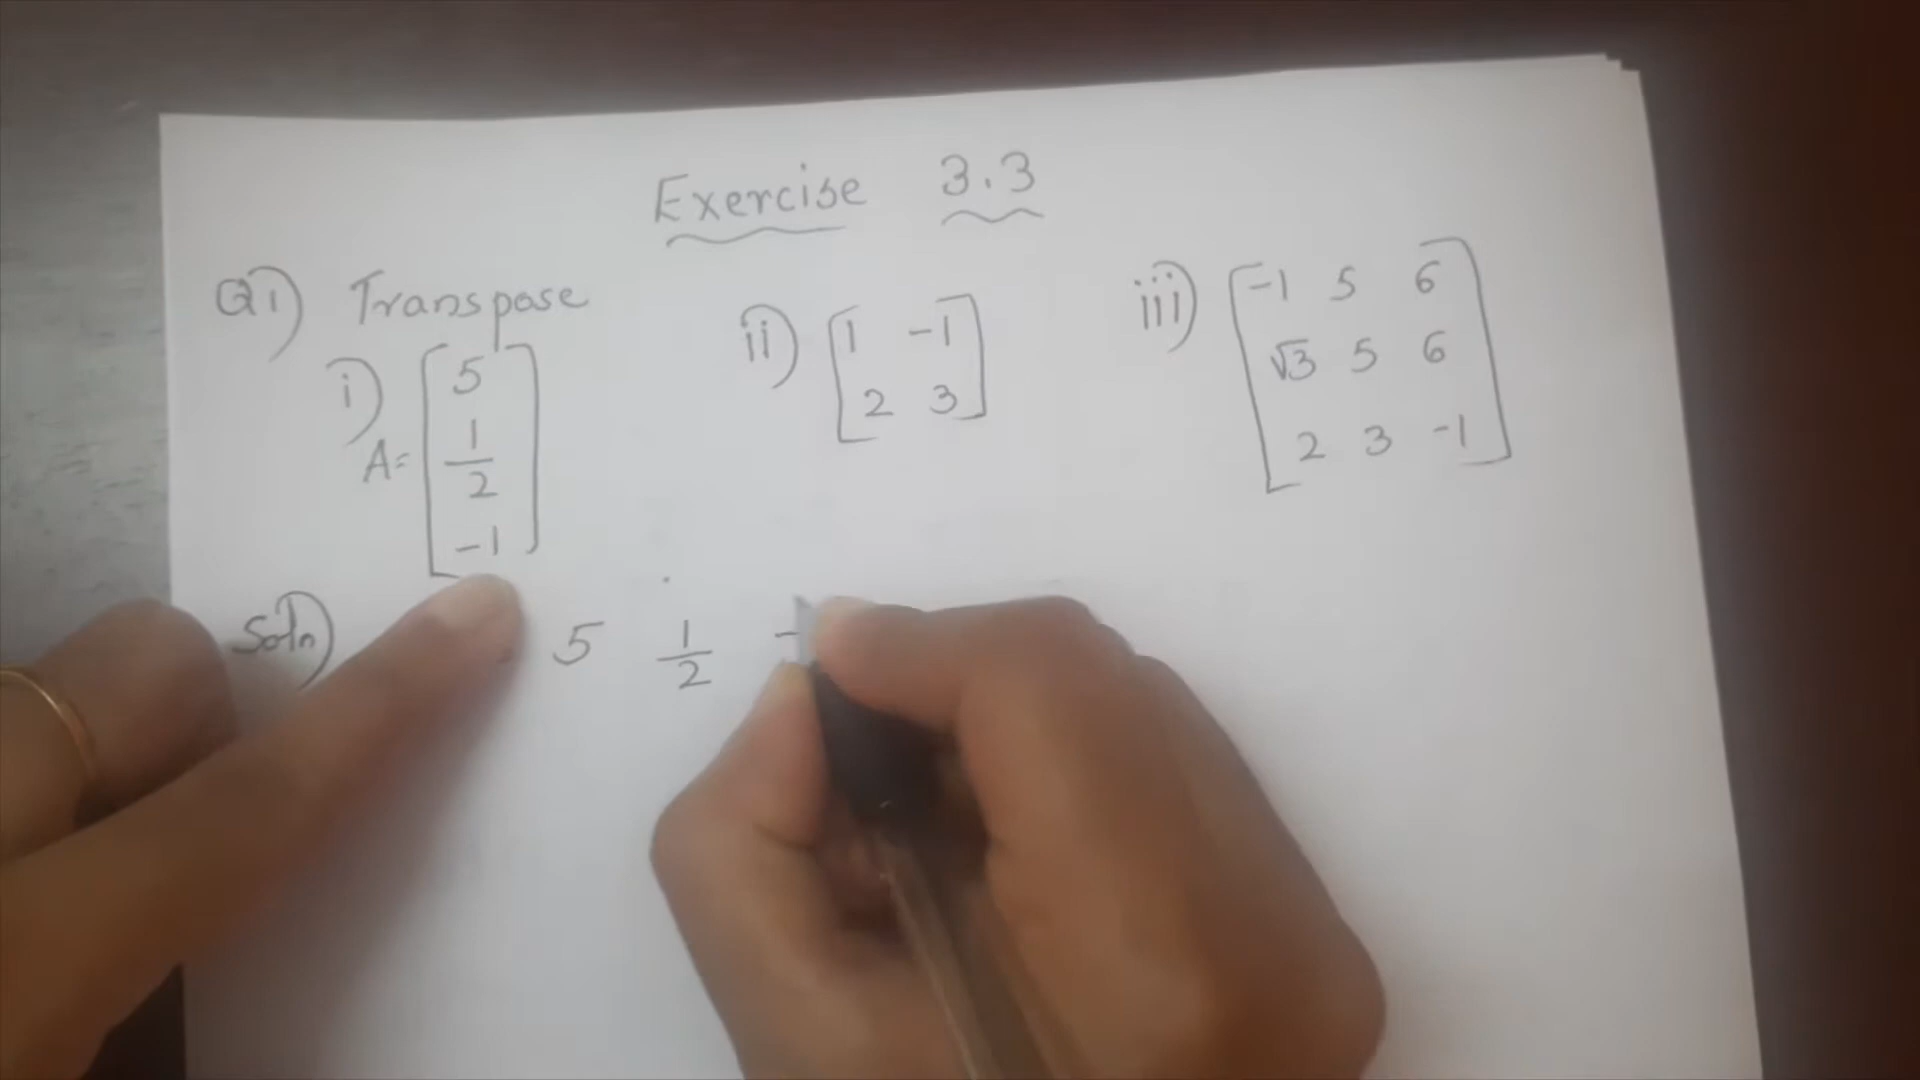 Exercise 3.3
Q1) Transpose
i) A= [5 1/2 -1]
ii) [1 -1
2 3]
iii) [-1 5 6
√3 5 6
2 3 -1]
Soln) 5 1/2 -